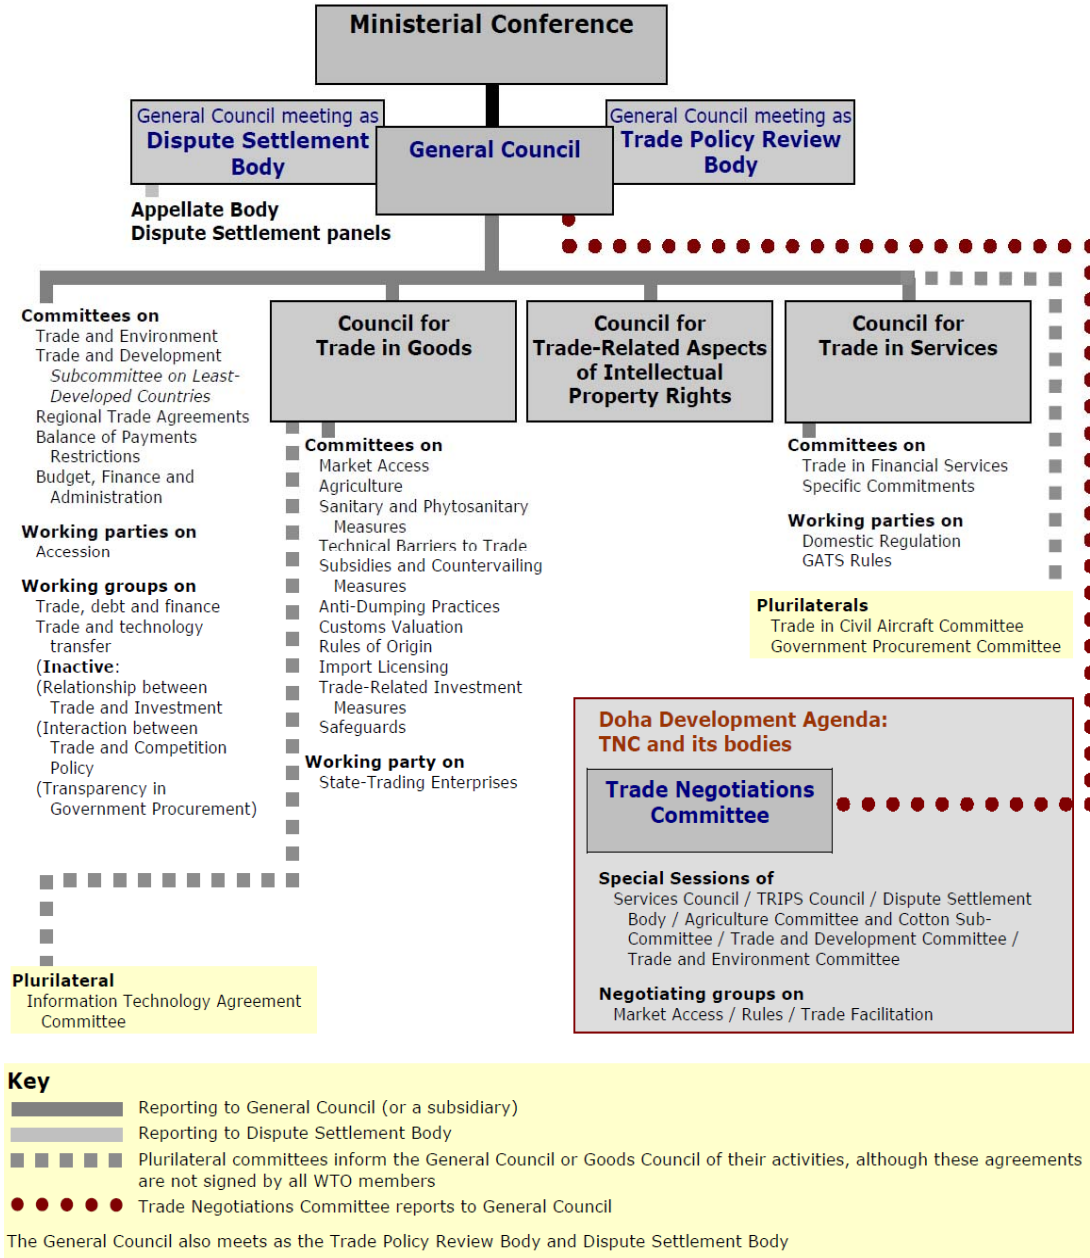 Ministerial Conference
General Council meeting as
Dispute Settlement
Body
General Council
General Council meeting as
Trade Policy Review
Body
Appellate Body
Dispute Settlement panels
Committees on
Trade and Environment
Trade and Development
Subcommittee on Least-
Developed Countries
Regional Trade Agreements
Balance of Payments
Restrictions
Budget, Finance and
Administration
Working parties on
Accession
Working groups on
Trade, debt and finance
Trade and technology
transfer
(Inactive:
(Relationship between
Trade and Investment
(Interaction between
Trade and Competition
Policy
(Transparency in
Government Procurement)
Council for
Trade in Goods
Committees on
Market Access
Agriculture
Sanitary and Phytosanitary
Measures
Technical Barriers to Trade
Subsidies and Countervailing
Measures
Anti-Dumping Practices
Customs Valuation
Rules of Origin
Import Licensing
Trade-Related Investment
Measures
Safeguards
Working party on
State-Trading Enterprises
Council for
Trade-Related Aspects
of Intellectual
Property Rights
Council for
Trade in Services
Committees on
Trade in Financial Services
Specific Commitments
Working parties on
Domestic Regulation
GATS Rules
Plurilaterals
Trade in Civil Aircraft Committee
Government Procurement Committee
Doha Development Agenda:
TNC and its bodies
Trade Negotiations
Committee
Special Sessions of
Services Council / TRIPS Council / Dispute Settlement
Body / Agriculture Committee and Cotton Sub-
Committee / Trade and Development Committee /
Trade and Environment Committee
Negotiating groups on
Market Access / Rules / Trade Facilitation
Plurilateral
Information Technology Agreement
Committee
Key
Reporting to General Council (or a subsidiary)
Reporting to Dispute Settlement Body
Plurilateral committees inform the General Council or Goods Council of their activities, although these agreements
are not signed by all WTO members
Trade Negotiations Committee reports to General Council
The General Council also meets as the Trade Policy Review Body and Dispute Settlement Body